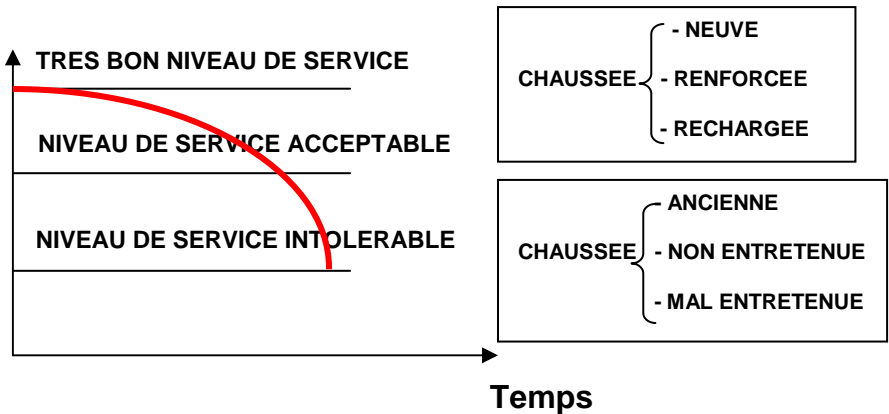 TRES BON NIVEAU DE SERVICE
NIVEAU DE SERVICE ACCEPTABLE
NIVEAU DE SERVICE INTOLERABLE
Temps
- NEUVE
CHAUSSEE - RENFORCEE
- RECHARGEE
- ANCIENNE
CHAUSSEE - NON ENTRETENUE
- MAL ENTRETENUE